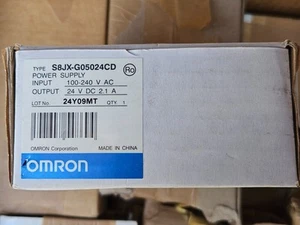 TYPE S8JX-G05024CD
POWER SUPPLY
INPUT 100-240 V AC
OUTPUT 24 V DC 2.1 A
LOT No. 24Y09MT QTY. 1
OMRON Corporation MADE IN CHINA
OMRON